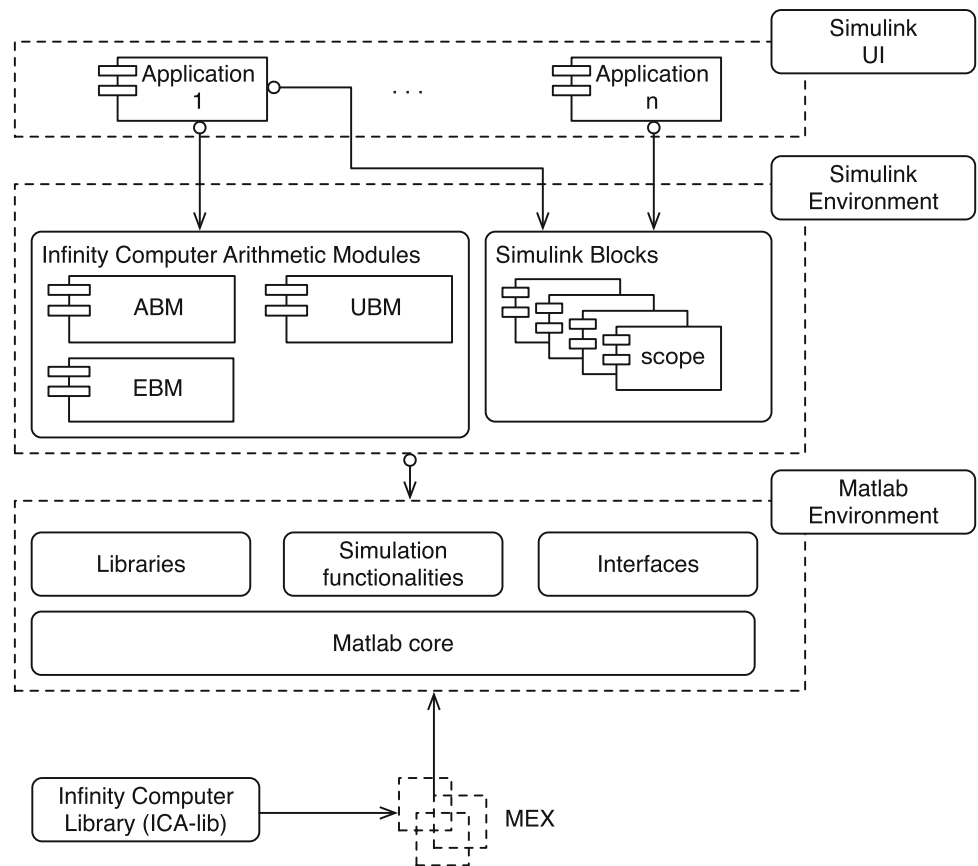 Simulink
UI
Application
1
. . .
Application
n
Simulink
Environment
Infinity Computer Arithmetic Modules
ABM
UBM
EBM
Simulink Blocks
scope
Matlab
Environment
Libraries
Simulation
functionalities
Interfaces
Matlab core
Infinity Computer
Library (ICA-lib)
MEX